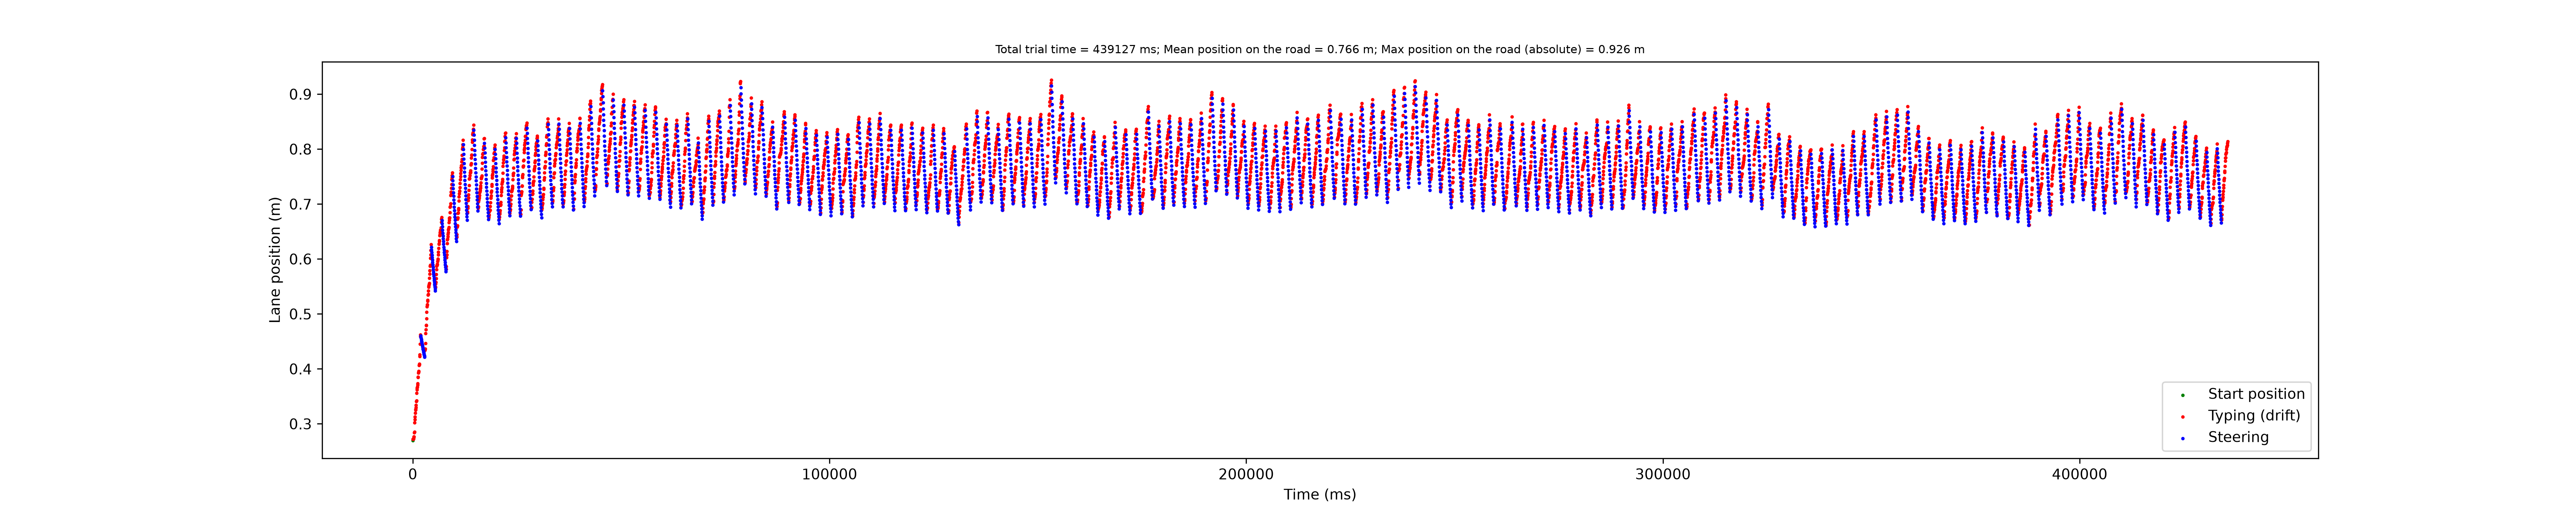 Total trial time = 439127 ms; Mean position on the road = 0.766 m; Max position on the road (absolute) = 0.926 m
Lane position (m)
0.9
0.8
0.7
0.6
0.5
0.4
0.3
Start position
Typing (drift)
Steering
0 100000 200000 300000 400000
Time (ms)